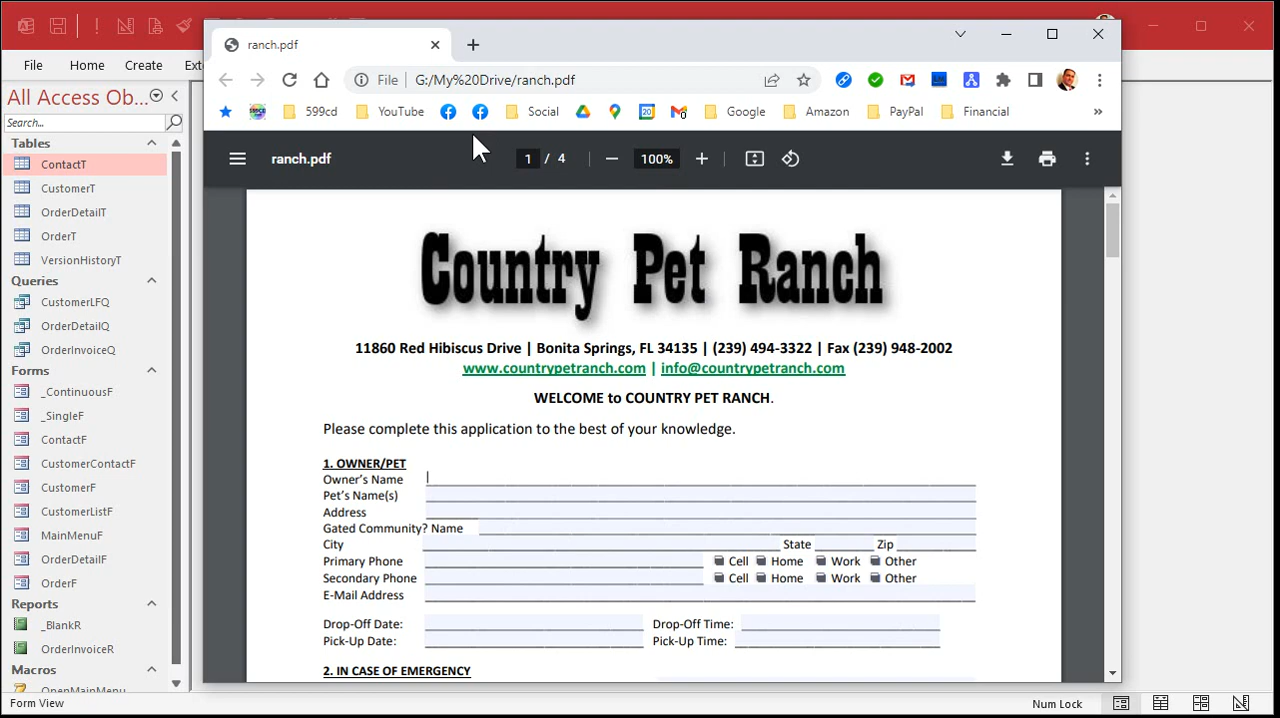 File
Home
Create
Ext
All Access Ob...
Search...
Tables
ContactT
CustomerT
OrderDetailT
OrderT
VersionHistoryT
Queries
CustomerLFQ
OrderDetailQ
OrderInvoiceQ
Forms
_ContinuousF
_SingleF
ContactF
CustomerContactF
CustomerF
CustomerListF
MainMenuF
OrderDetailF
OrderF
Reports
_BlankR
OrderInvoiceR
Macros
OpenMainMenu
Form View
Num Lock
ranch.pdf
File G:/My%20Drive/ranch.pdf
599cd YouTube Social Google Amazon PayPal Financial »
ranch.pdf 1 / 4 100%
Country Pet Ranch
11860 Red Hibiscus Drive | Bonita Springs, FL 34135 | (239) 494-3322 | Fax (239) 948-2002
www.countrypetranch.com | info@countrypetranch.com
WELCOME to COUNTRY PET RANCH.
Please complete this application to the best of your knowledge.
1. OWNER/PET
Owner's Name
Pet's Name(s)
Address
Gated Community? Name
City State Zip
Primary Phone Cell Home Work Other
Secondary Phone Cell Home Work Other
E-Mail Address
Drop-Off Date: Drop-Off Time:
Pick-Up Date: Pick-Up Time:
2. IN CASE OF EMERGENCY